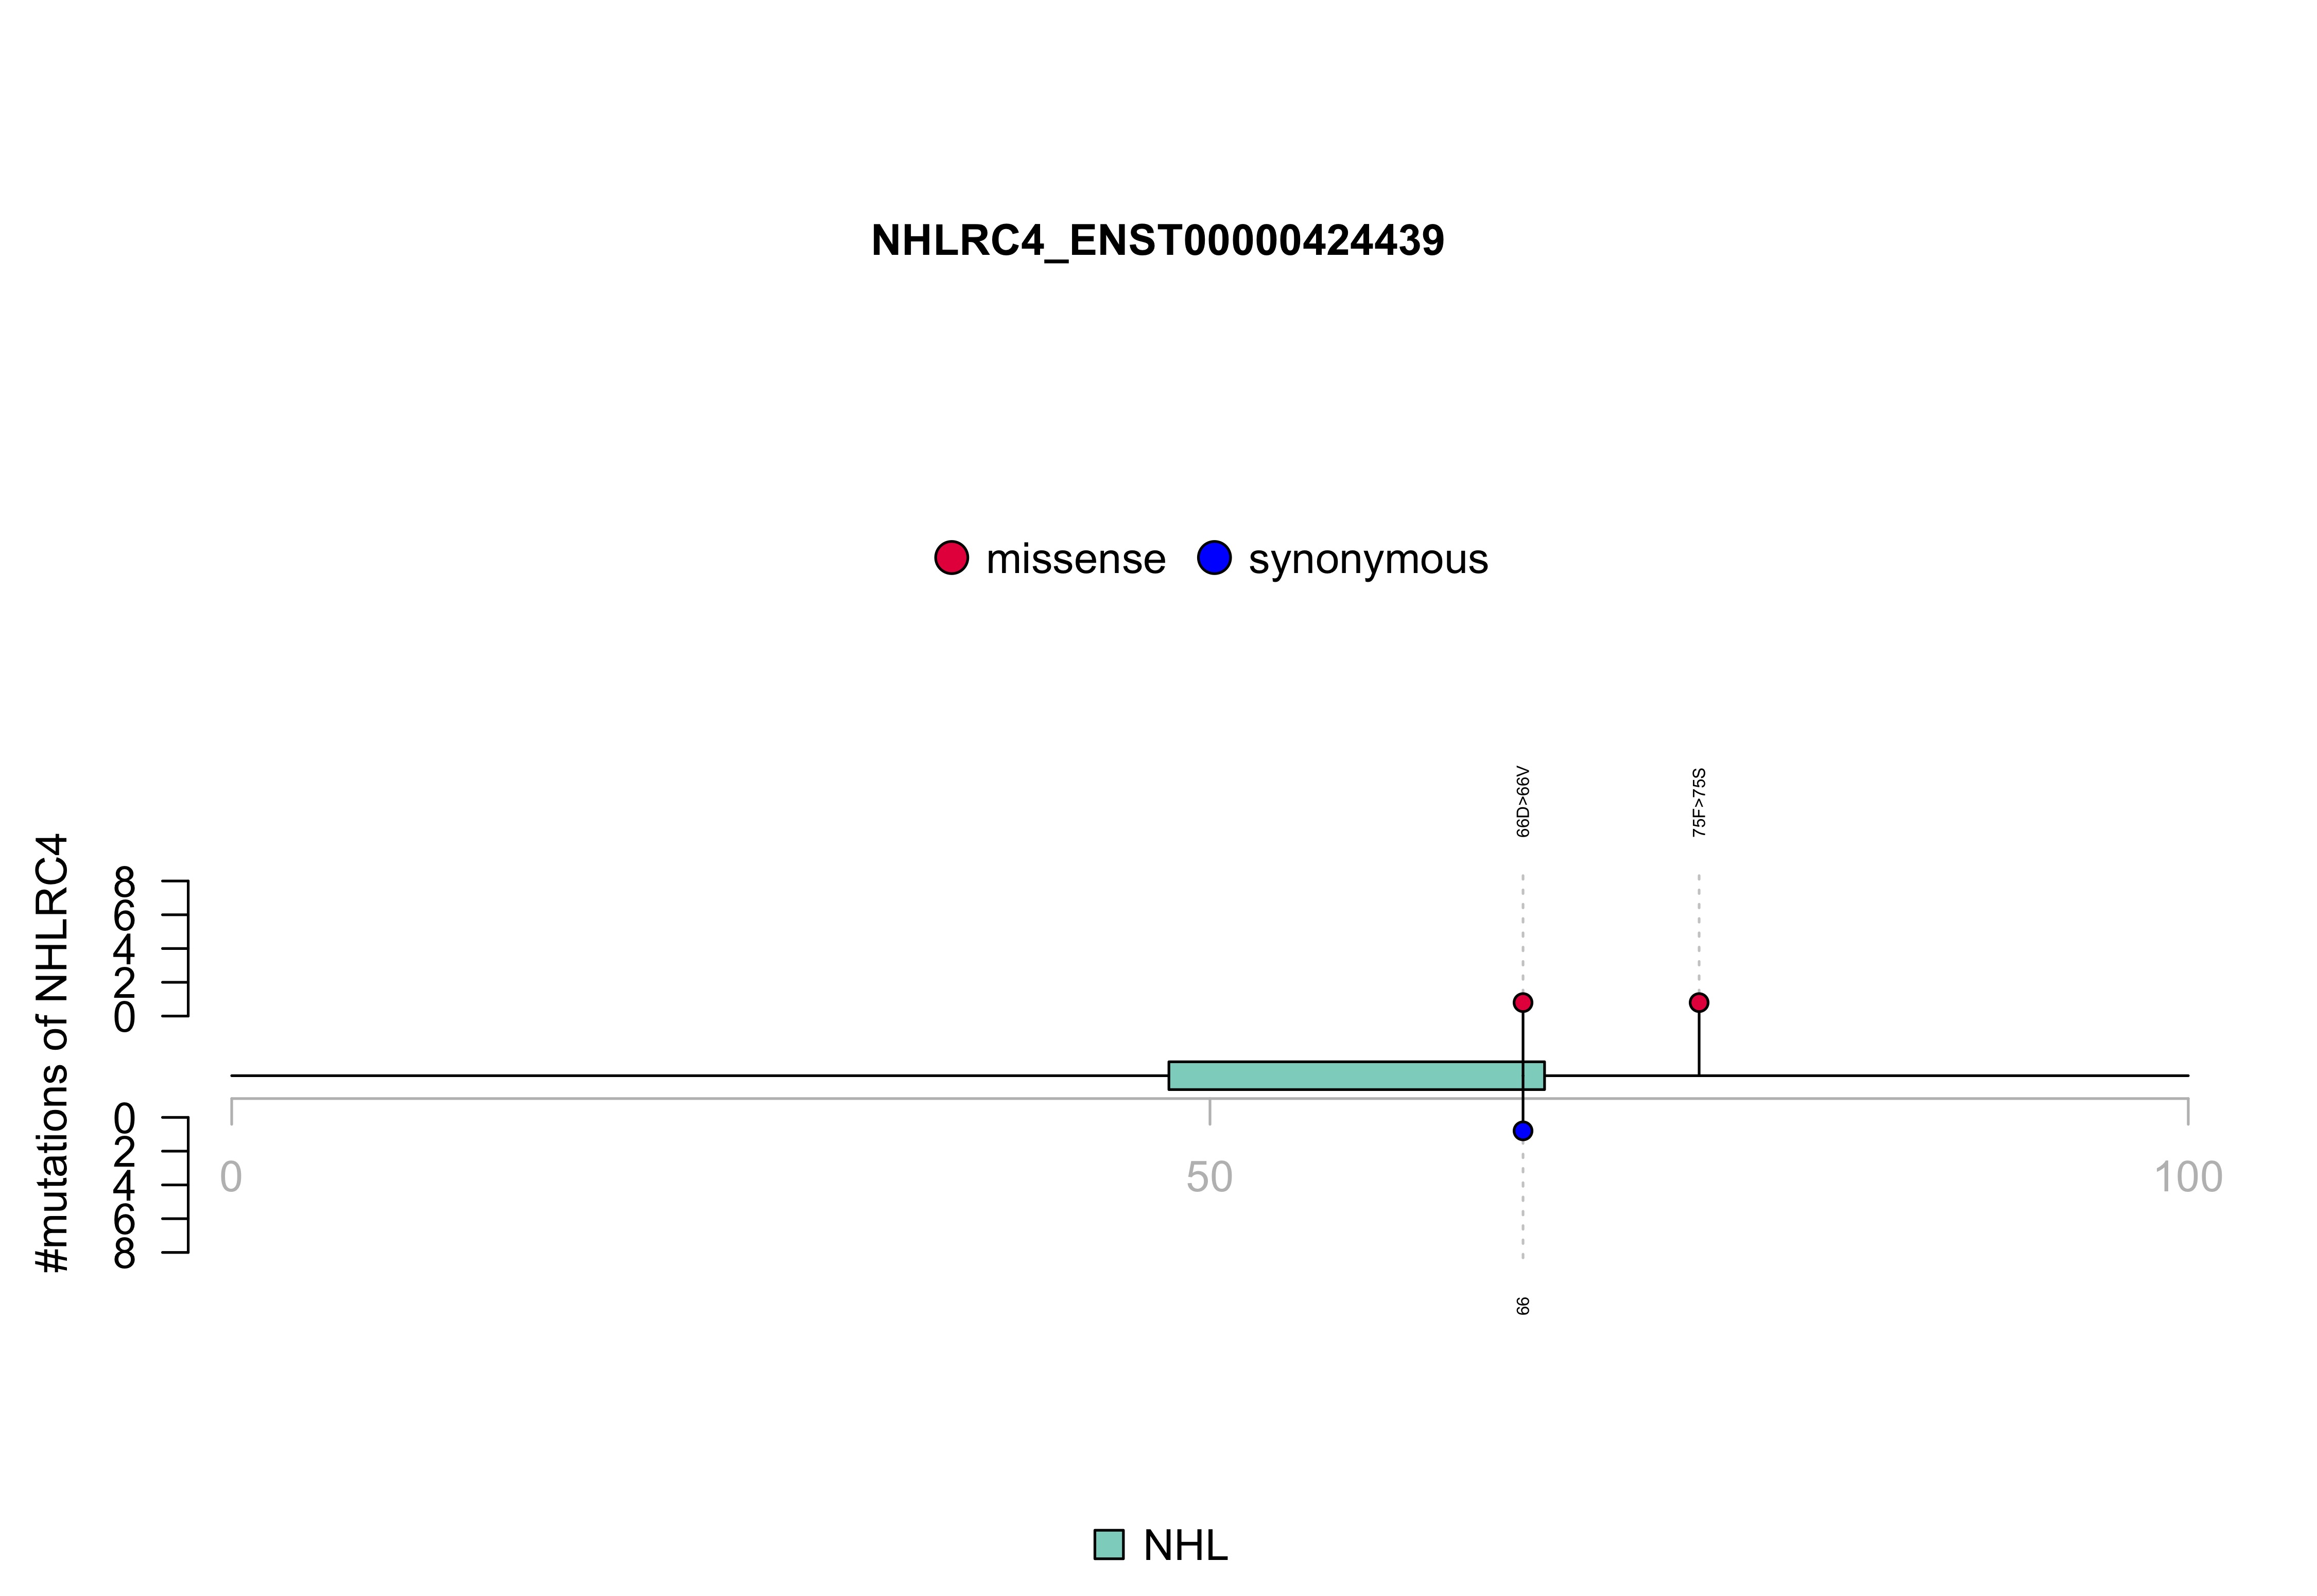 NHLRC4_ENST00000424439
missense
synonymous
66D>66V
75F>75S
#mutations of NHLRC4
8
6
4
2
0
0
2
4
6
8
0
50
100
66
NHL